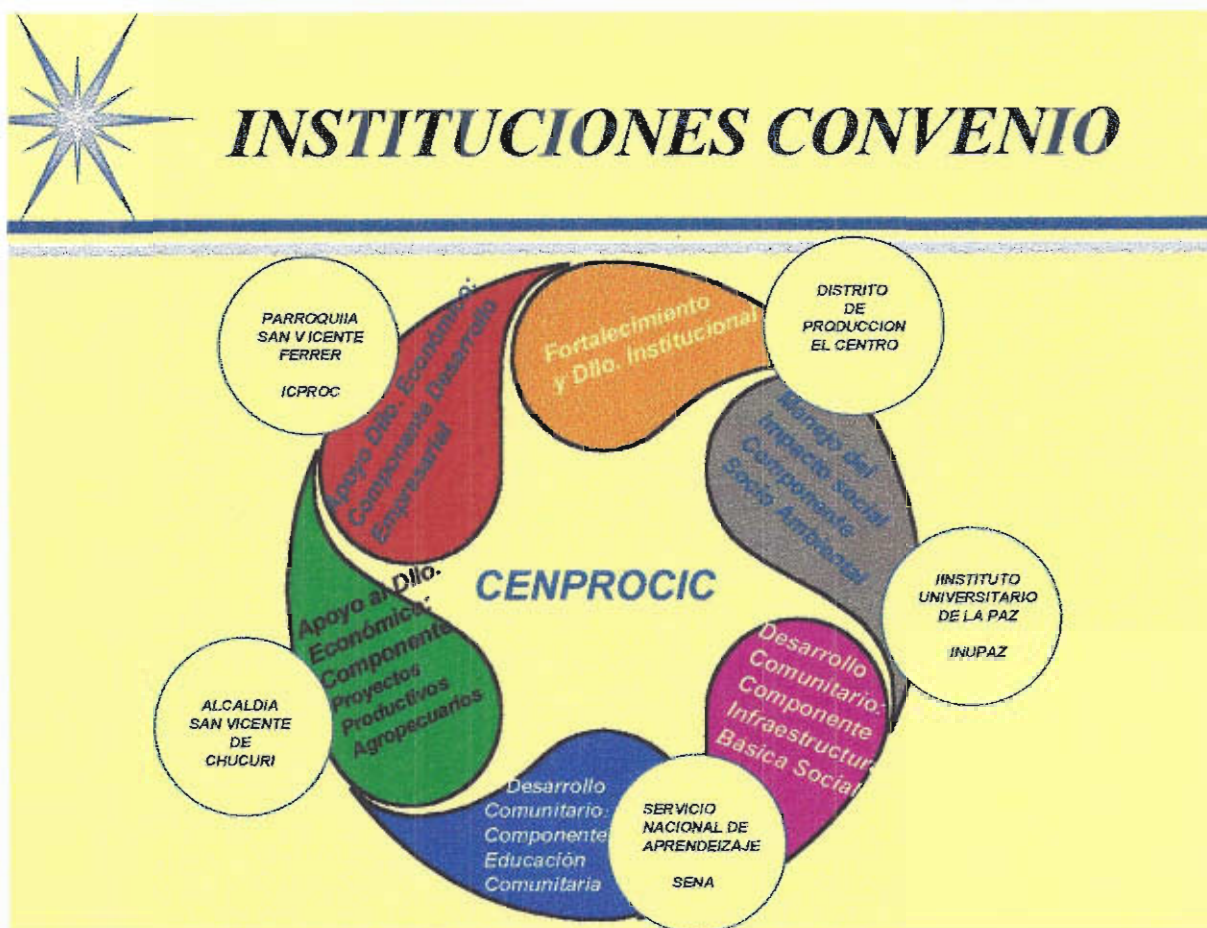 INSTITUCIONES CONVENIO
PARROQUIIA
SAN VICENTE
FERRER
ICPROC
Apoyo Dllo. Económico:
Componente Desarrollo
Empresarial
Fortalecimiento
y Dllo. Institucional
DISTRITO
DE
PRODUCCION
EL CENTRO
Manejo del
Impacto social
Componente
Socio Ambiental
IINSTITUTO
UNIVERSITARIO
DE LA PAZ
INUPAZ
CENPROCIC
Desarrollo
Comunitario.
Componente
Infraestructur
Básica Social
SERVICIO
NACIONAL DE
APRENDEIZAJE
SENA
Desarrollo
Comunitario:
Componente
Educación
Comunitaria
Apoyo al Dllo.
Económico:
Componente
Proyectos
Productivos
Agropecuarios
ALCALDIA
SAN VICENTE
DE
CHUCURI